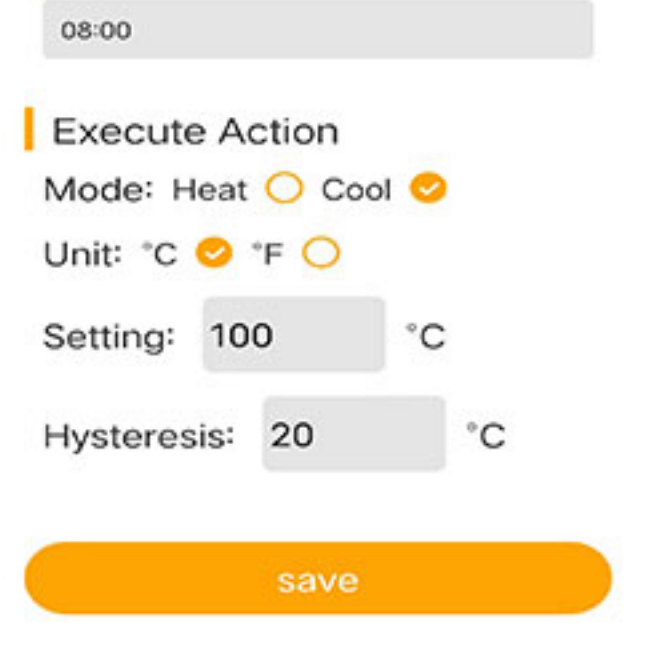 08:00
Execute Action
Mode: Heat Cool
Unit: °C °F
Setting: 100 °C
Hysteresis: 20 °C
save